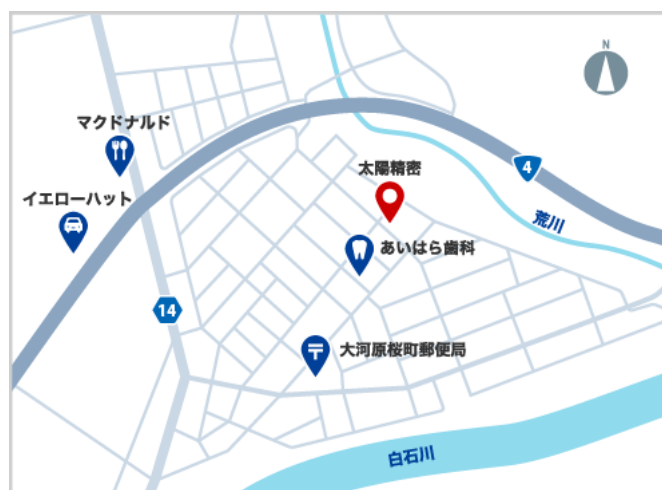 N
マクドナルド
太陽精密
4
イエローハット
荒川
あいはら歯科
14
大河原桜町郵便局
白石川